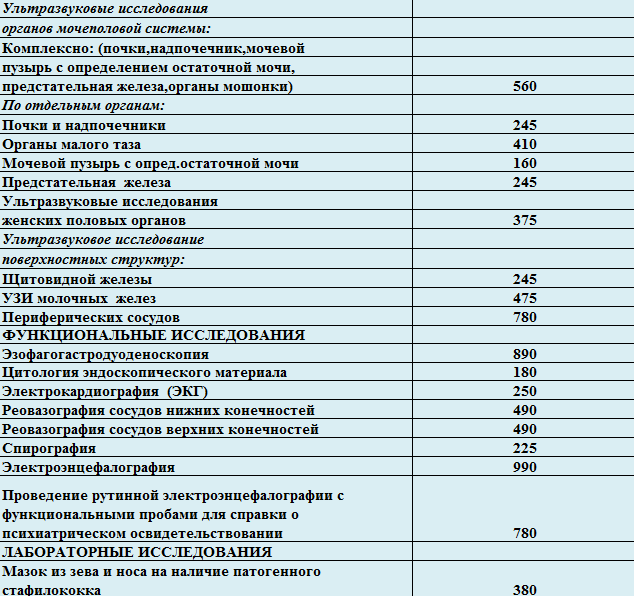 Ультразвуковые исследования
органов мочеполовой системы:
Комплексно: (почки,надпочечник,мочевой
пузырь с определением остаточной мочи,
предстательная железа,органы мошонки) 560
По отдельным органам:
Почки и надпочечники 245
Органы малого таза 410
Мочевой пузырь с опред.остаточной мочи 160
Предстательная железа 245
Ультразвуковые исследования
женских половых органов 375
Ультразвуковое исследование
поверхностных структур:
Щитовидной железы 245
УЗИ молочных желез 475
Периферических сосудов 780
ФУНКЦИОНАЛЬНЫЕ ИССЛЕДОВАНИЯ
Эзофагогастродуоденоскопия 890
Цитология эндоскопического материала 180
Электрокардиография (ЭКГ) 250
Реовазография сосудов нижних конечностей 490
Реовазография сосудов верхних конечностей 490
Спирография 225
Электроэнцефалография 990
Проведение рутинной электроэнцефалографии с
функциональными пробами для справки о
психиатрическом освидетельствовании 780
ЛАБОРАТОРНЫЕ ИССЛЕДОВАНИЯ
Мазок из зева и носа на наличие патогенного
стафилококка 380